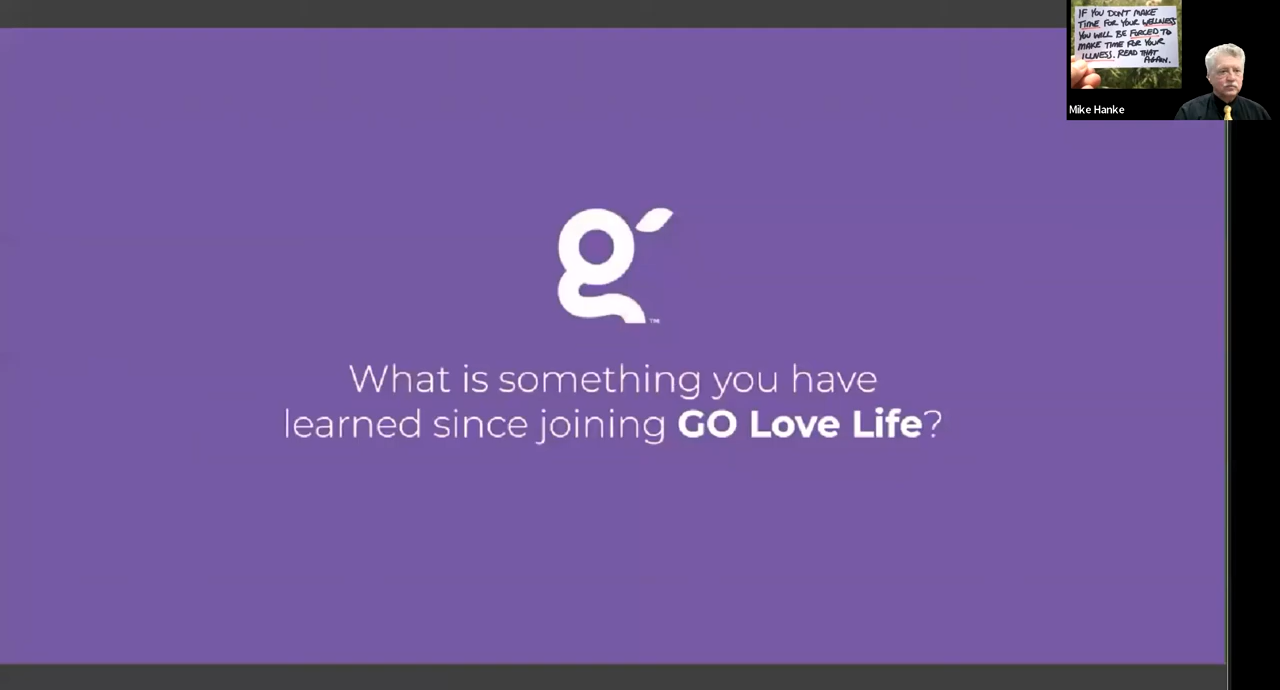 IF YOU DON'T MAKE
TIME FOR YOUR WELLNESS
YOU WILL BE FORCED TO
MAKE TIME FOR YOUR
ILLNESS. READ THAT
AGAIN.
Mike Hanke
g
TM
What is something you have
learned since joining GO Love Life?